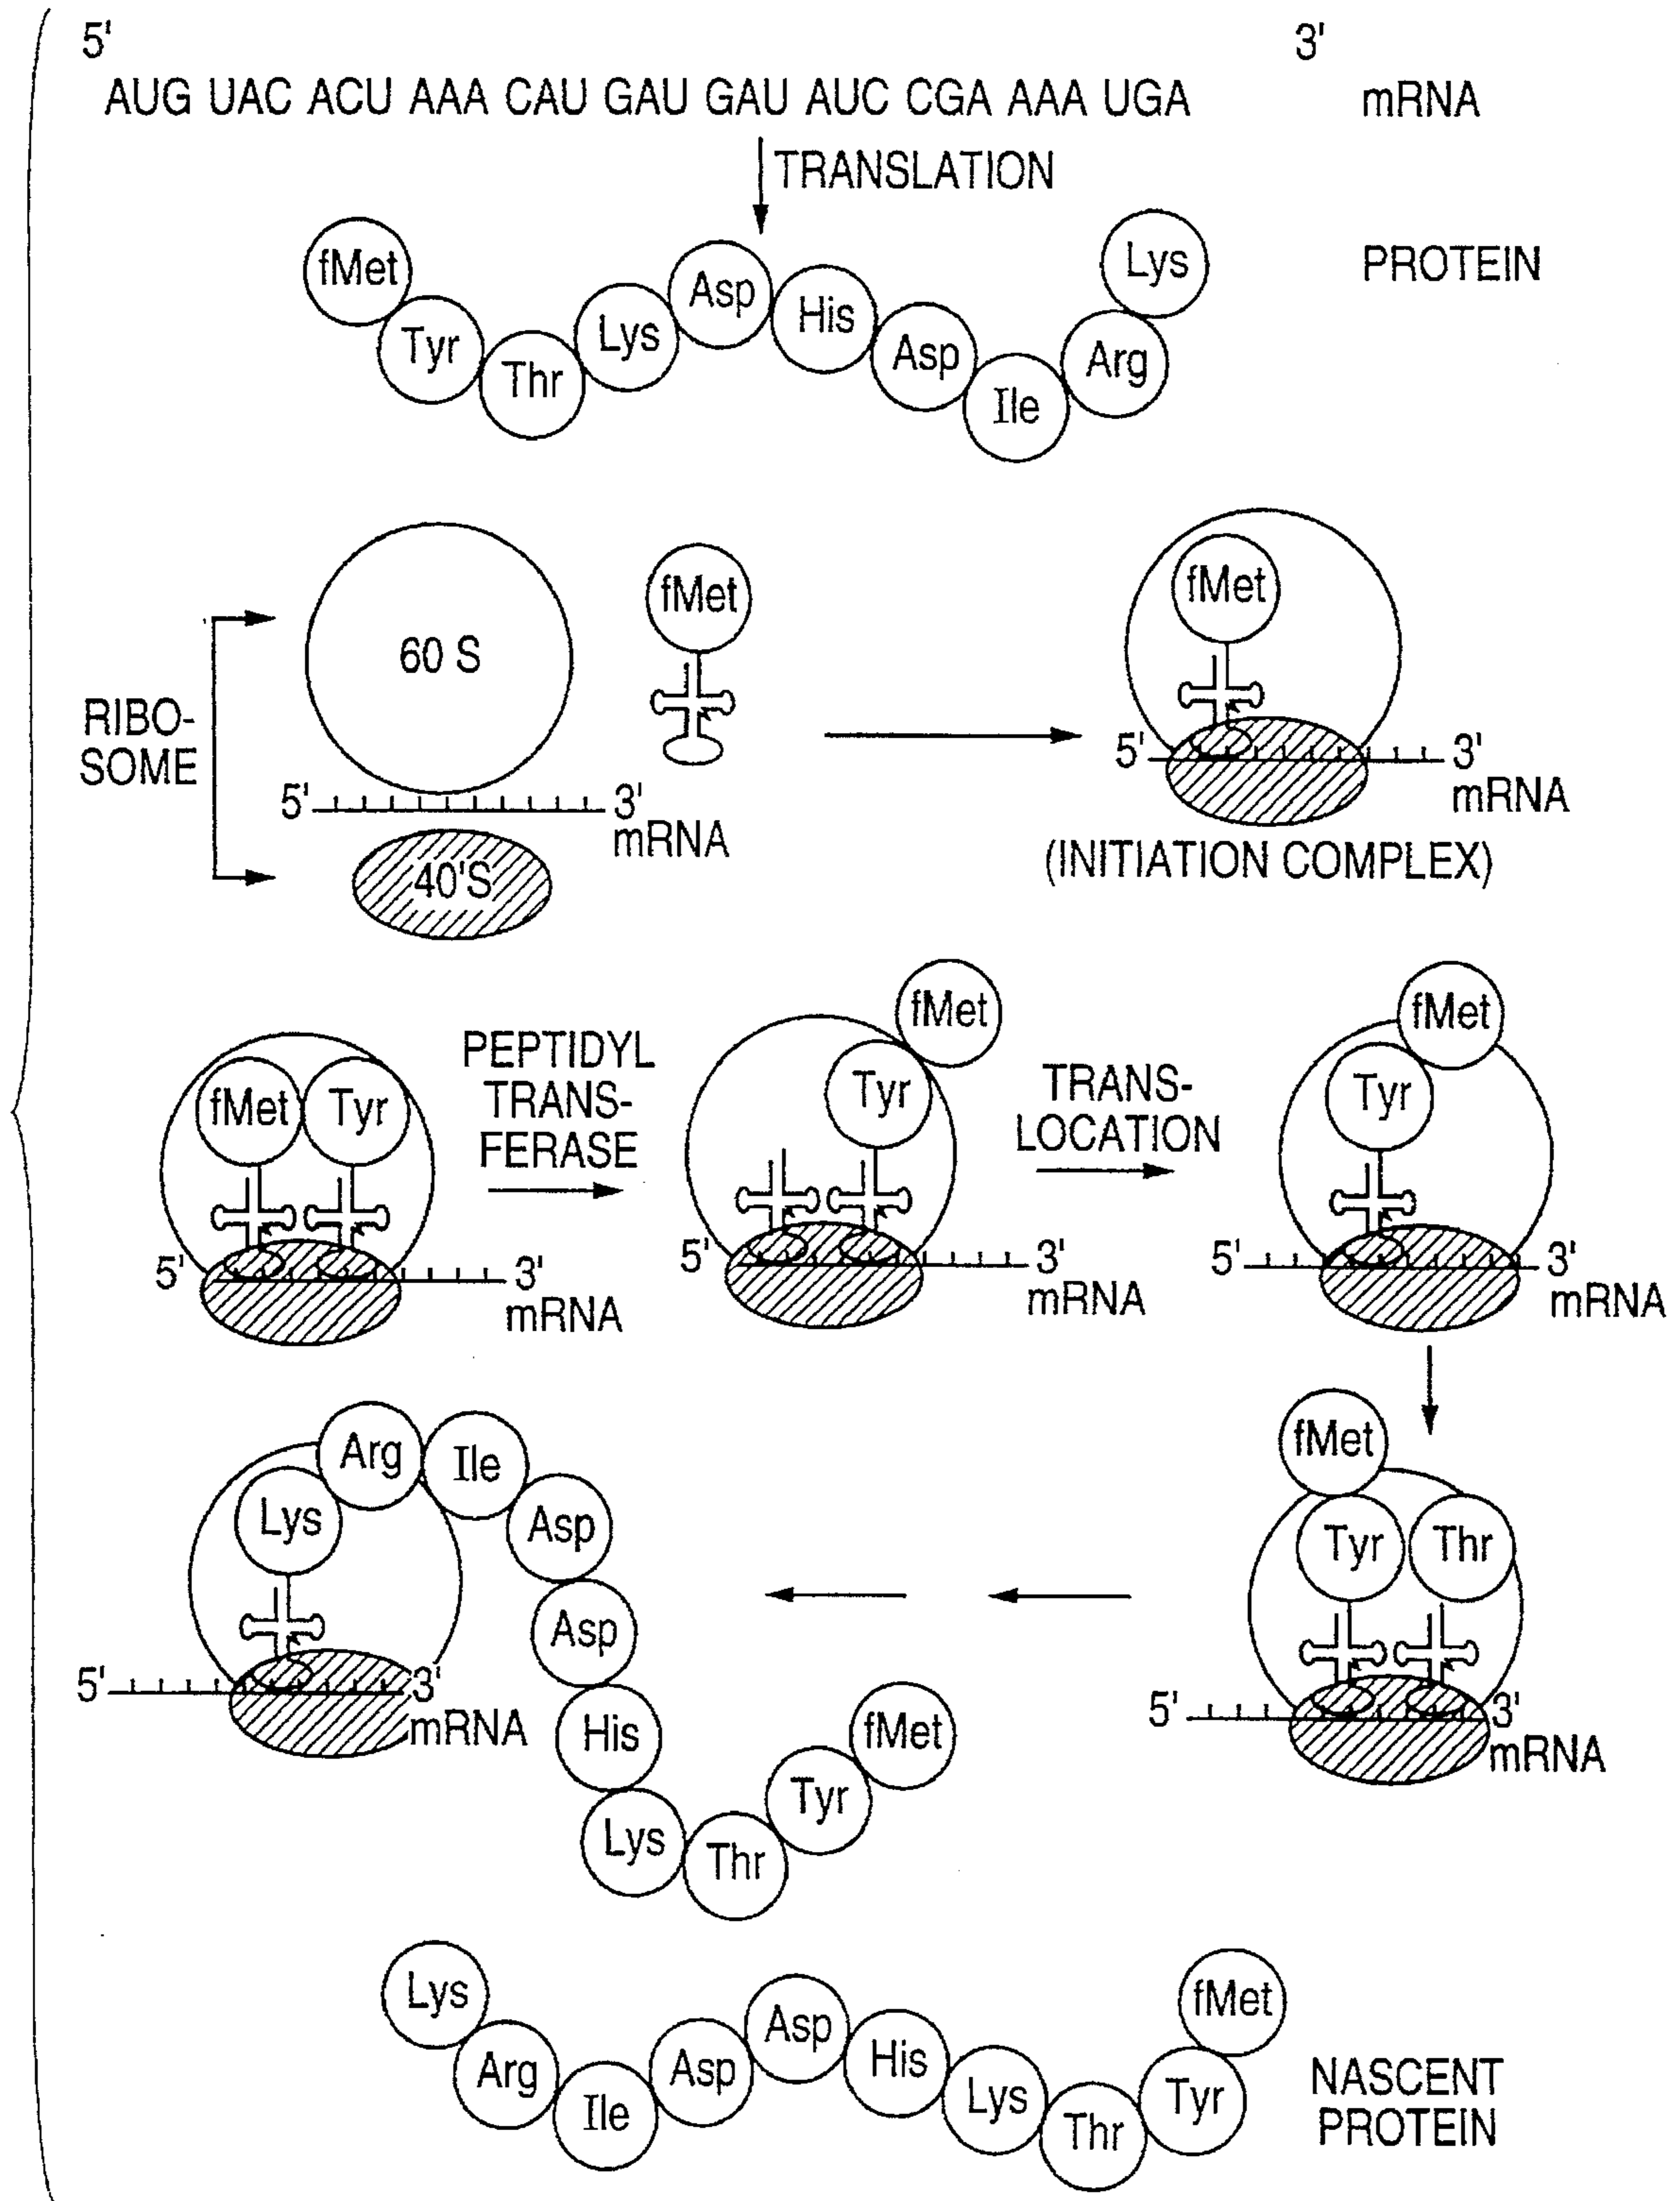 5' 3'
AUG UAC ACU AAA CAU GAU GAU AUC CGA AAA UGA mRNA
TRANSLATION
fMet Tyr Thr Lys Asp His Asp Ile Arg Lys PROTEIN
RIBO-
SOME
60 S
5' 3'
mRNA
40'S
fMet
fMet
5' 3'
mRNA
(INITIATION COMPLEX)
fMet Tyr
5' 3'
mRNA
PEPTIDYL
TRANS-
FERASE
fMet
Tyr
5' 3'
mRNA
TRANS-
LOCATION
fMet
Tyr
5' 3'
mRNA
fMet
Tyr Thr
5' 3'
mRNA
Lys Arg Ile Asp Asp His Lys Thr Tyr fMet
5' 3'
mRNA
Lys Arg Ile Asp Asp His Lys Thr Tyr fMet
NASCENT
PROTEIN